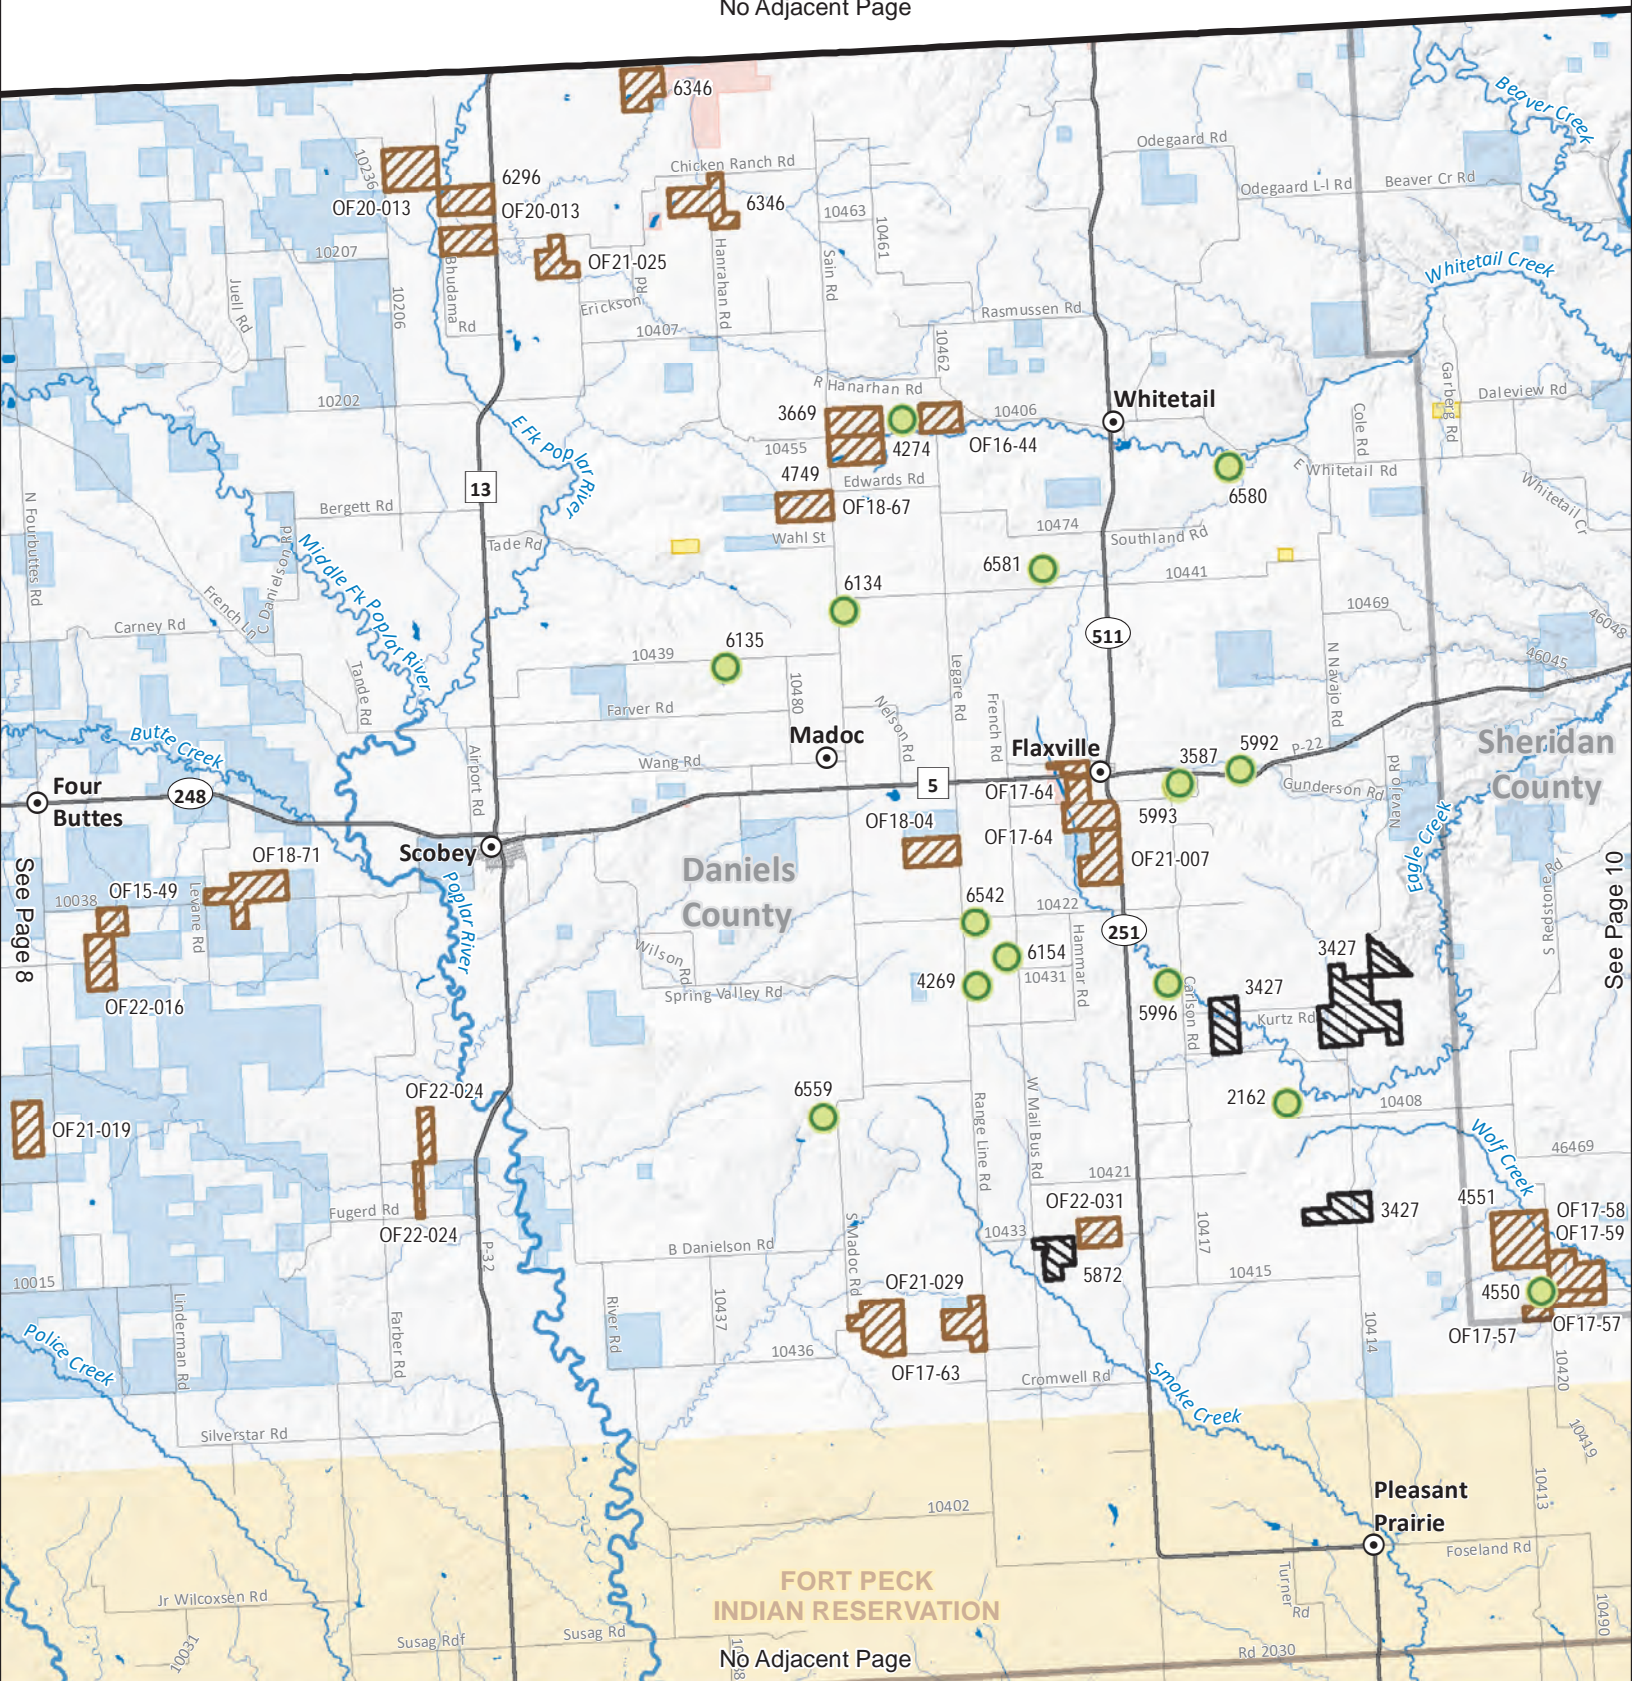 No Adjacent Page
6346
Beaver Creek
Odegaard Rd
Chicken Ranch Rd
10236
6296
OF20-013
OF20-013
6346
Odegaard L-l Rd
Beaver Cr Rd
10463
10461
10207
OF21-025
Hanrahan Rd
Sain Rd
Whitetail Creek
Juell Rd
10206
Bhudama
Rd
Erickson
Rd
10407
Rasmussen Rd
10462
R Hanarhan Rd
Whitetail
Garberg Rd
Daleview Rd
10202
3669
10406
Cole Rd
E Fk Poplar River
10455
4274
OF16-44
4749
Edwards Rd
E Whitetail Rd
6580
Whitetail Cr
13
N Fourbuttes Rd
Bergett Rd
OF18-67
10474
Southland Rd
Tade Rd
Wahl St
C Danielson Rd
Middle Fk Poplar River
6581
10441
French Ln
6134
10469
46048
Carney Rd
6135
511
10439
46045
Tande Rd
10480
Legare Rd
N Navajo Rd
Farver Rd
Nelson Rd
French Rd
Butte Creek
Madoc
Flaxville
5992
P-22
Sheridan
County
Airport Rd
Wang Rd
3587
Four
Buttes
248
5
OF17-64
Gunderson Rd
Navajo Rd
OF18-04
5993
OF17-64
Eagle Creek
Scobey
OF18-71
Daniels
County
OF21-007
See Page 8
See Page 10
OF15-49
10038
Levane Rd
Poplar River
6542
10422
251
Rd
S Redstone
Wilson Rd
6154
Hammar Rd
3427
4269
10431
3427
Spring Valley Rd
OF22-016
5996
Carlson Rd
Kurtz Rd
OF22-024
6559
2162
10408
Range Line Rd
W Mail Bus Rd
OF21-019
Wolf Creek
46469
10421
OF22-031
4551
OF17-58
Fugerd Rd
3427
OF17-59
OF22-024
10433
10417
P-32
B Danielson Rd
S Madoc Rd
5872
10415
10015
OF21-029
4550
Linderman Rd
Farber Rd
River Rd
10437
10414
OF17-57
OF17-57
Police Creek
10436
OF17-63
Cromwell Rd
Smoke Creek
10420
Silverstar Rd
10419
10413
Pleasant
Prairie
10402
Foseland Rd
FORT PECK
INDIAN RESERVATION
Turner
Rd
Jr Wilcoxsen Rd
10490
10031
Susag Rdf
Susag Rd
Rd 2030
No Adjacent Page